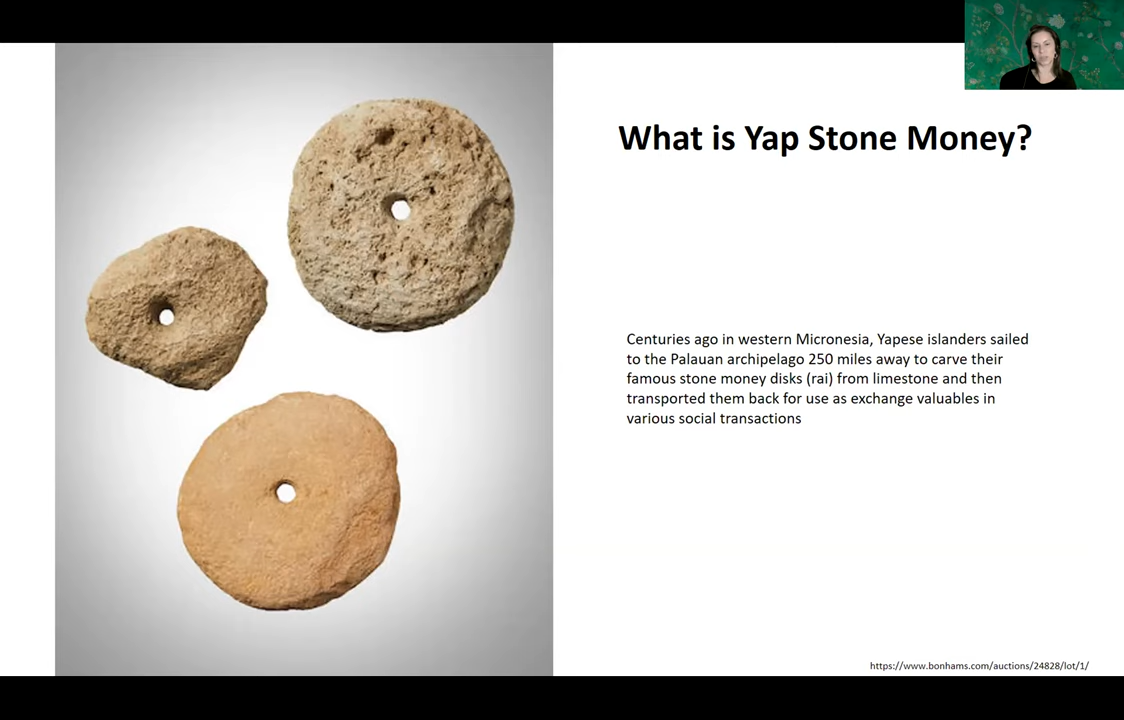 What is Yap Stone Money?
Centuries ago in western Micronesia, Yapese islanders sailed
to the Palauan archipelago 250 miles away to carve their
famous stone money disks (rai) from limestone and then
transported them back for use as exchange valuables in
various social transactions
https://www.bonhams.com/auctions/24828/lot/1/